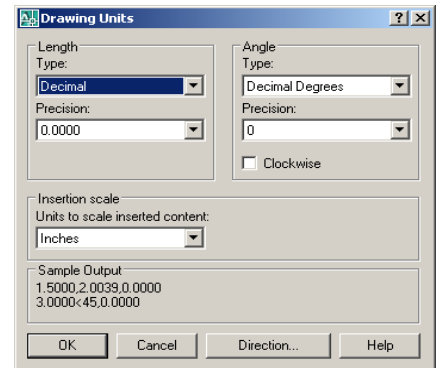 Drawing Units
Length
Type:
Decimal
Precision:
0.0000
Angle
Type:
Decimal Degrees
Precision:
0
Clockwise
Insertion scale
Units to scale inserted content:
Inches
Sample Output
1.5000,2.0039,0.0000
3.0000<45,0.0000
OK Cancel Direction... Help